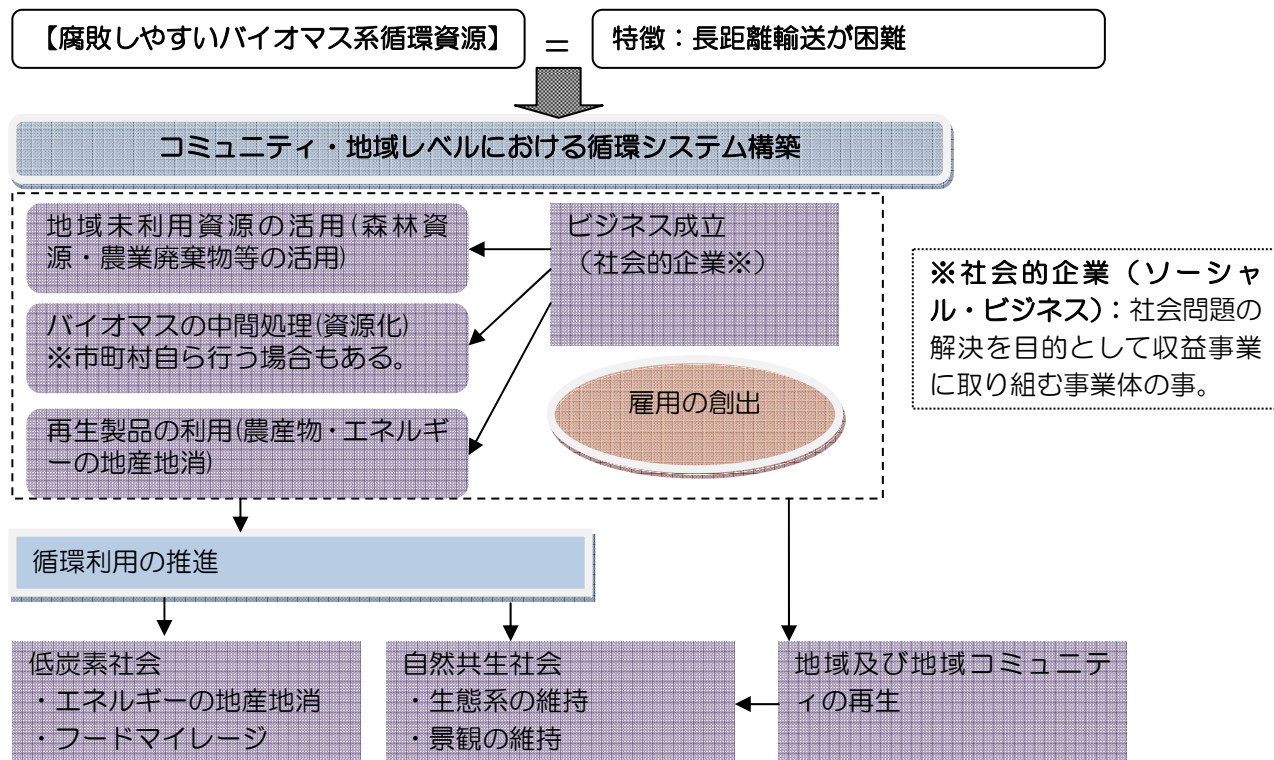 【腐敗しやすいバイオマス系循環資源】
＝
特徴：長距離輸送が困難
コミュニティ・地域レベルにおける循環システム構築
地域未利用資源の活用(森林資
源・農業廃棄物等の活用)
バイオマスの中間処理(資源化)
※市町村自ら行う場合もある。
再生製品の利用(農産物・エネルギ
ーの地産地消)
ビジネス成立
（社会的企業※）
雇用の創出
※社会的企業（ソーシャ
ル・ビジネス）：社会問題の
解決を目的として収益事業
に取り組む事業体の事。
循環利用の推進
低炭素社会
・エネルギーの地産地消
・フードマイレージ
自然共生社会
・生態系の維持
・景観の維持
地域及び地域コミュニテ
ィの再生